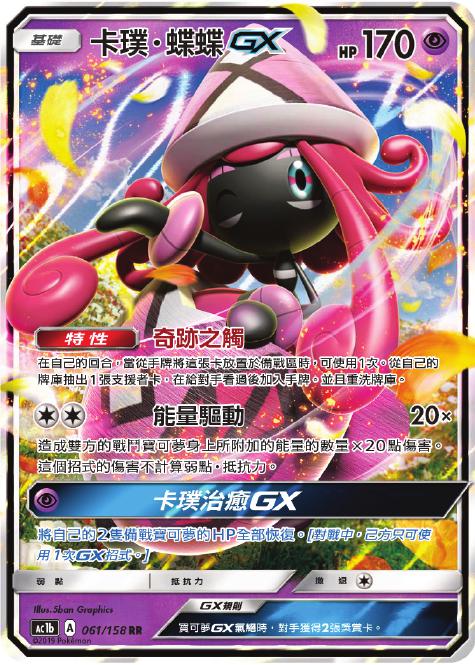 基礎 卡璞・蝶蝶GX HP 170
特性 奇跡之觸
在自己的回合,當從手牌將這張卡放置於備戰區時,可使用1次。從自己的
牌庫抽出1張支援者卡,在給對手看過後加入手牌。並且重洗牌庫。
能量驅動 20×
造成雙方的戰鬥寶可夢身上所附加的能量的數量×20點傷害。
這個招式的傷害不計算弱點・抵抗力。
卡璞治癒GX
將自己的2隻備戰寶可夢的HP全部恢復。[對戰中,己方只可使
用1次GX招式。]
弱點 抵抗力 撤退
Illus.5ban Graphics
GX規則
AC1b A 061/158 RR
寶可夢GX氣絕時,對手獲得2張獎賞卡。
©2019 Pokémon